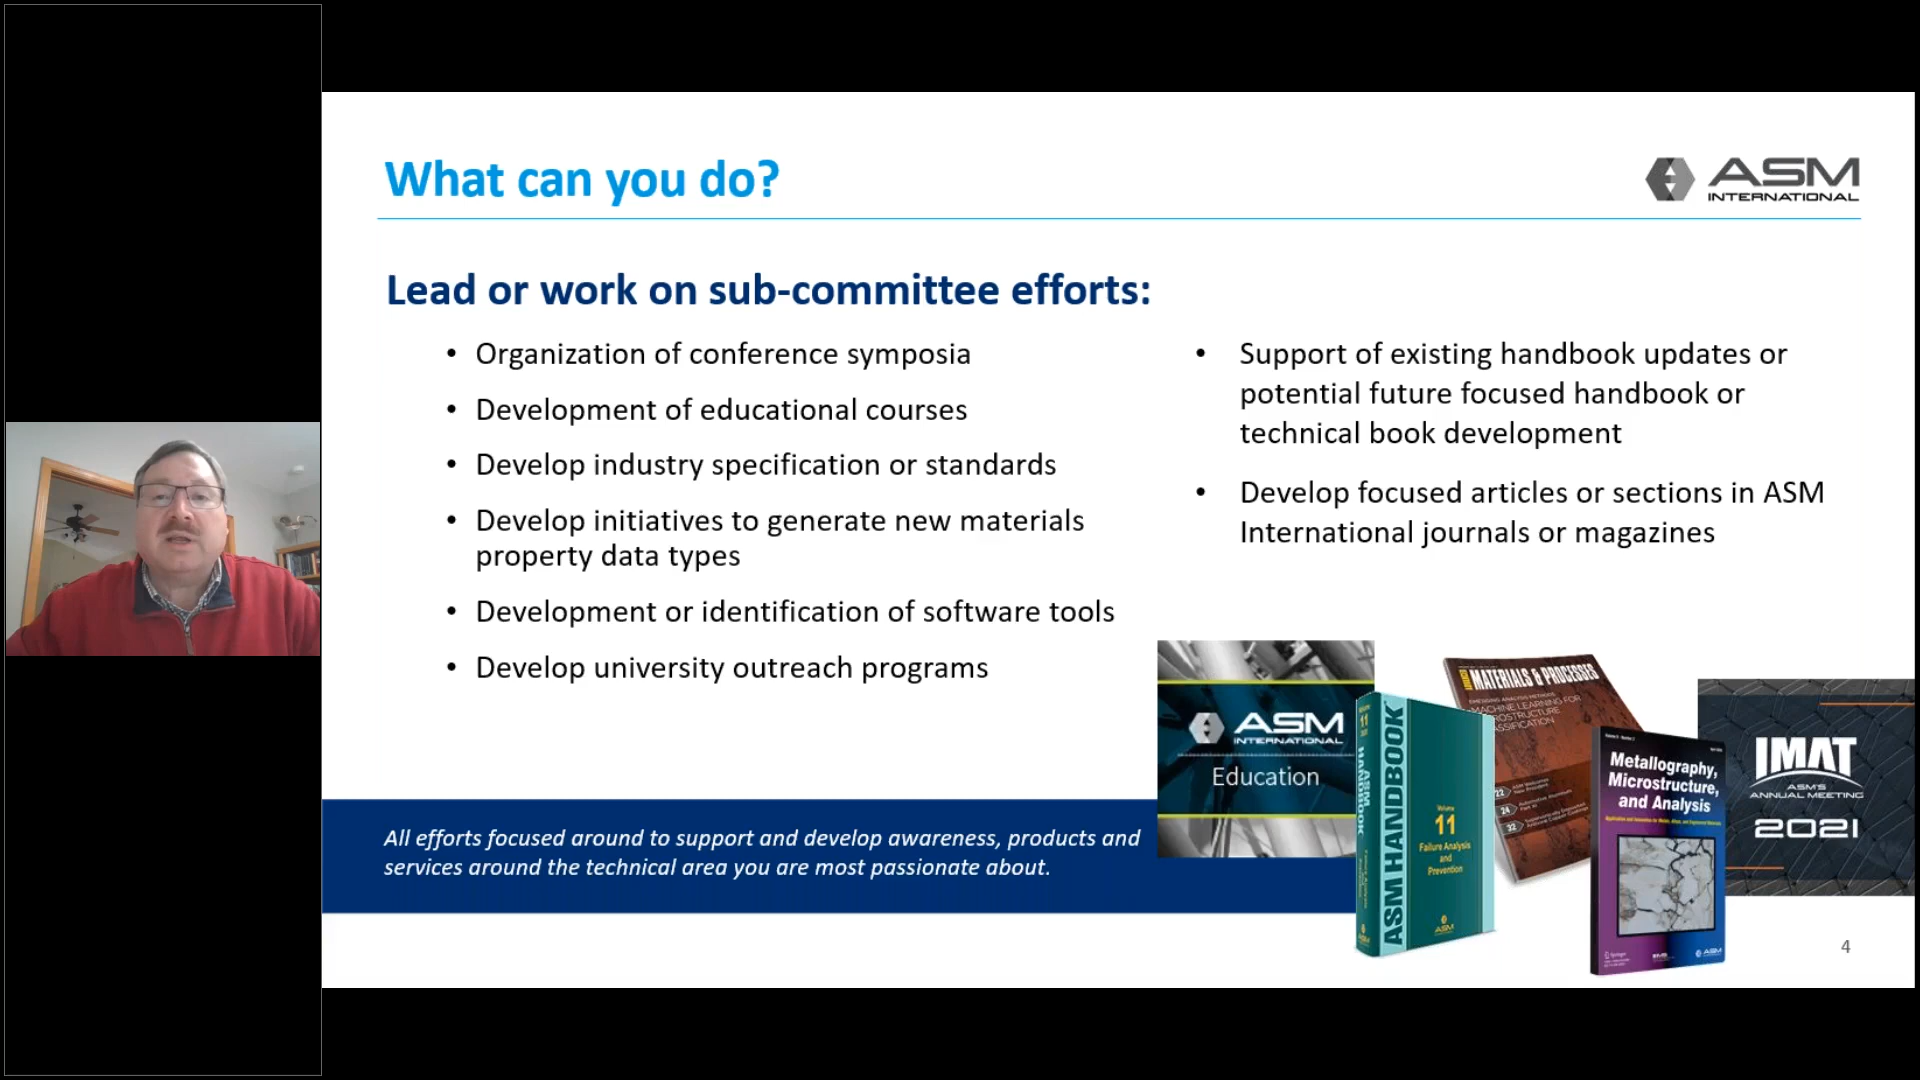 What can you do?
ASM
INTERNATIONAL
Lead or work on sub-committee efforts:
• Organization of conference symposia
• Development of educational courses
• Develop industry specification or standards
• Develop initiatives to generate new materials
property data types
• Development or identification of software tools
• Develop university outreach programs
• Support of existing handbook updates or
potential future focused handbook or
technical book development
• Develop focused articles or sections in ASM
International journals or magazines
All efforts focused around to support and develop awareness, products and
services around the technical area you are most passionate about.
ASM
INTERNATIONAL
Education
ASM HANDBOOK
Volume
11
Failure Analysis
and
Prevention
ASM
MATERIALS & PROCESSES
MACHINE LEARNING FOR
22
24
32
Metallography,
Microstructure,
and Analysis
Springer
ASM
IMAT
ASM'S
ANNUAL MEETING
2021
4